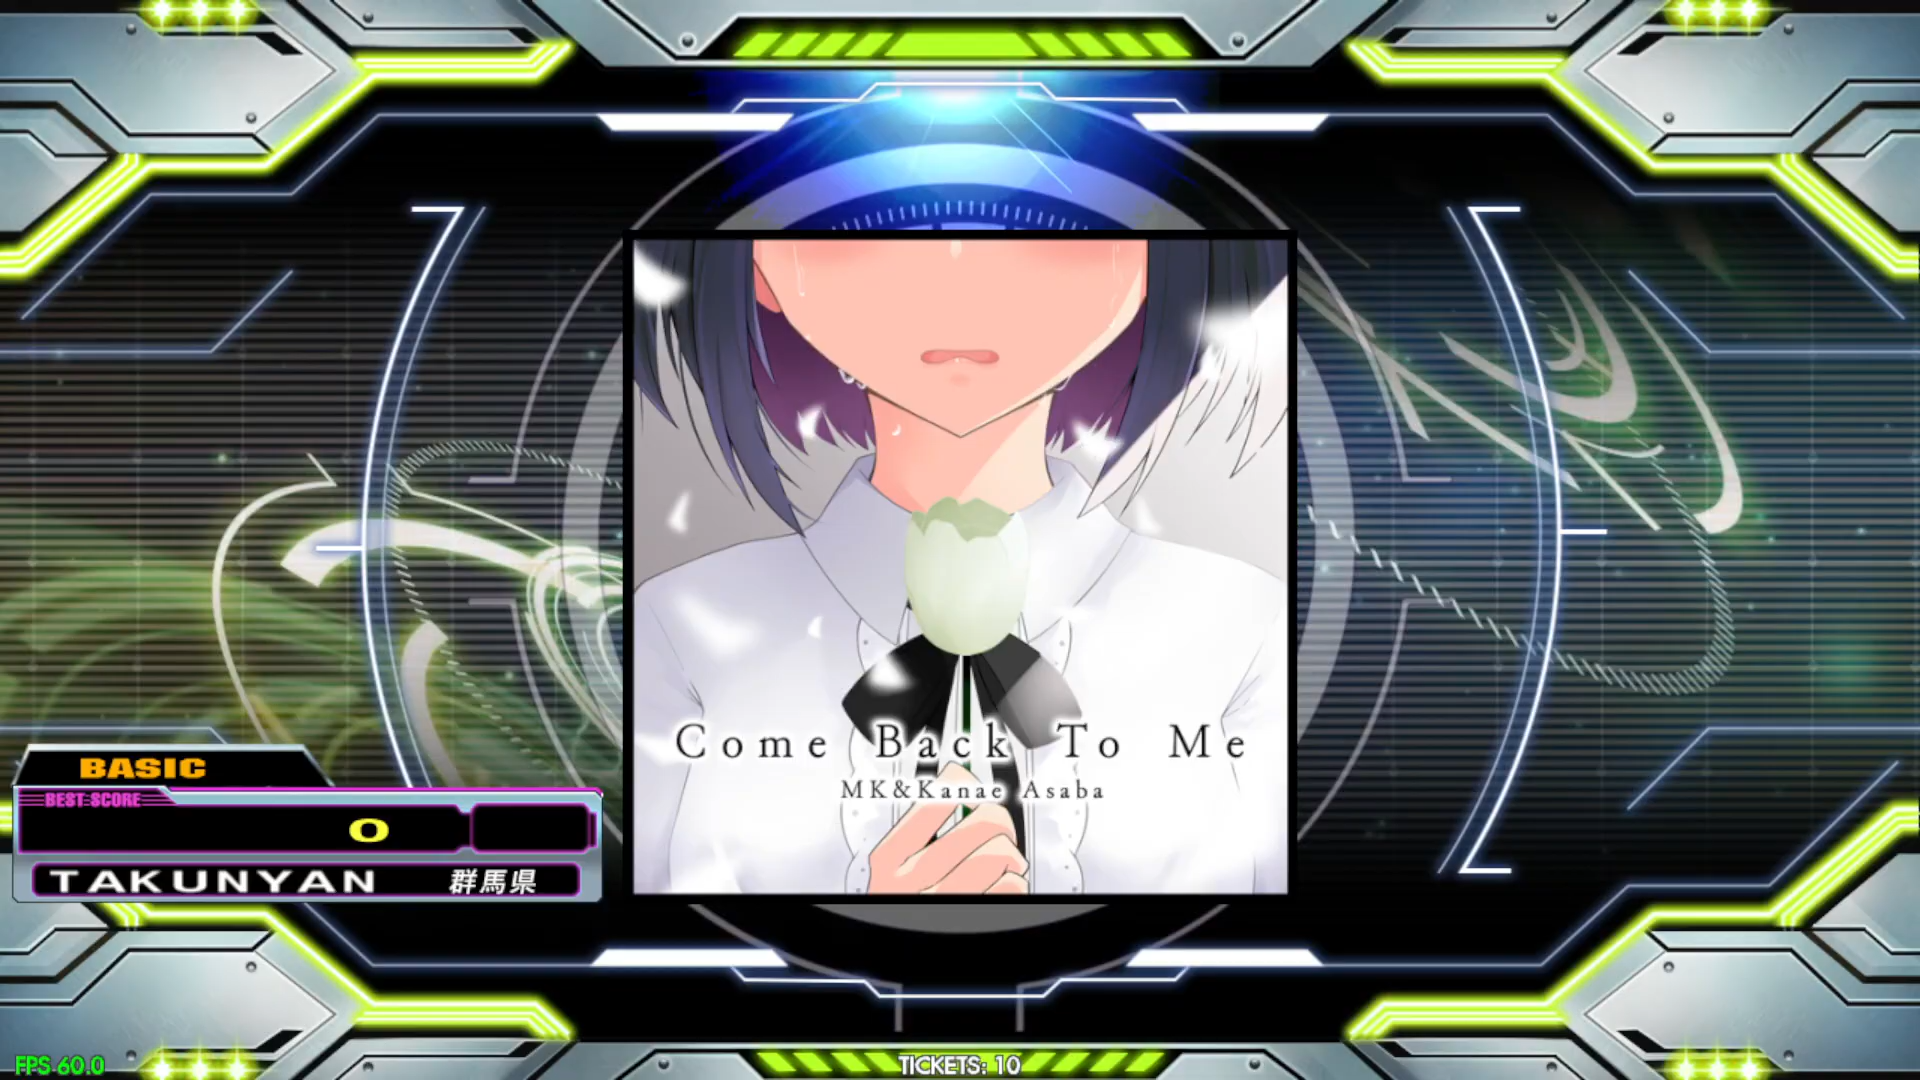 Come Back To Me
MK&Kanae Asaba
BASIC
BEST SCORE
0
TAKUNYAN 群馬県
FPS 60.0
TICKETS: 10